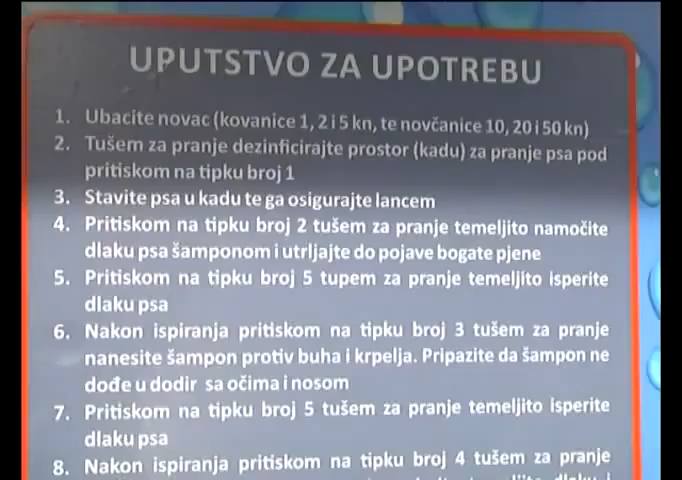 UPUTSTVO ZA UPOTREBU
1. Ubacite novac (kovanice 1, 2 i 5 kn, te novčanice 10, 20 i 50 kn)
2. Tušem za pranje dezinficirajte prostor (kadu) za pranje psa pod
pritiskom na tipku broj 1
3. Stavite psa u kadu te ga osigurajte lancem
4. Pritiskom na tipku broj 2 tušem za pranje temeljito namočite
dlaku psa šamponom i utrljajte do pojave bogate pjene
5. Pritiskom na tipku broj 5 tupem za pranje temeljito isperite
dlaku psa
6. Nakon ispiranja pritiskom na tipku broj 3 tušem za pranje
nanesite šampon protiv buha i krpelja. Pripazite da šampon ne
dođe u dodir sa očima i nosom
7. Pritiskom na tipku broj 5 tušem za pranje temeljito isperite
dlaku psa
8. Nakon ispiranja pritiskom na tipku broj 4 tušem za pranje